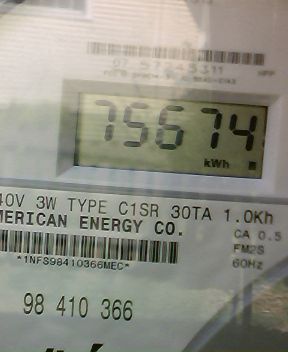 75674
kWh
40V 3W TYPE C1SR 30TA 1.0Kh
MERICAN ENERGY CO.
CA 0.5
FM2S
60Hz
*1NFS98410366MEC*
98 410 366